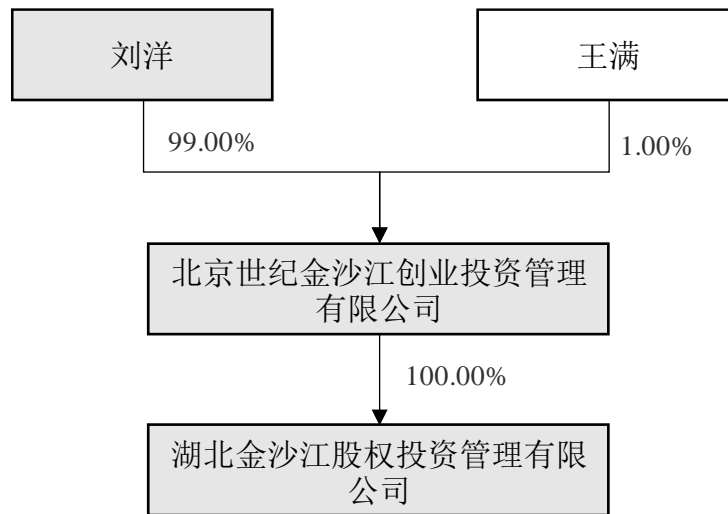 刘洋
王满
99.00%
1.00%
北京世纪金沙江创业投资管理
有限公司
100.00%
湖北金沙江股权投资管理有限
公司